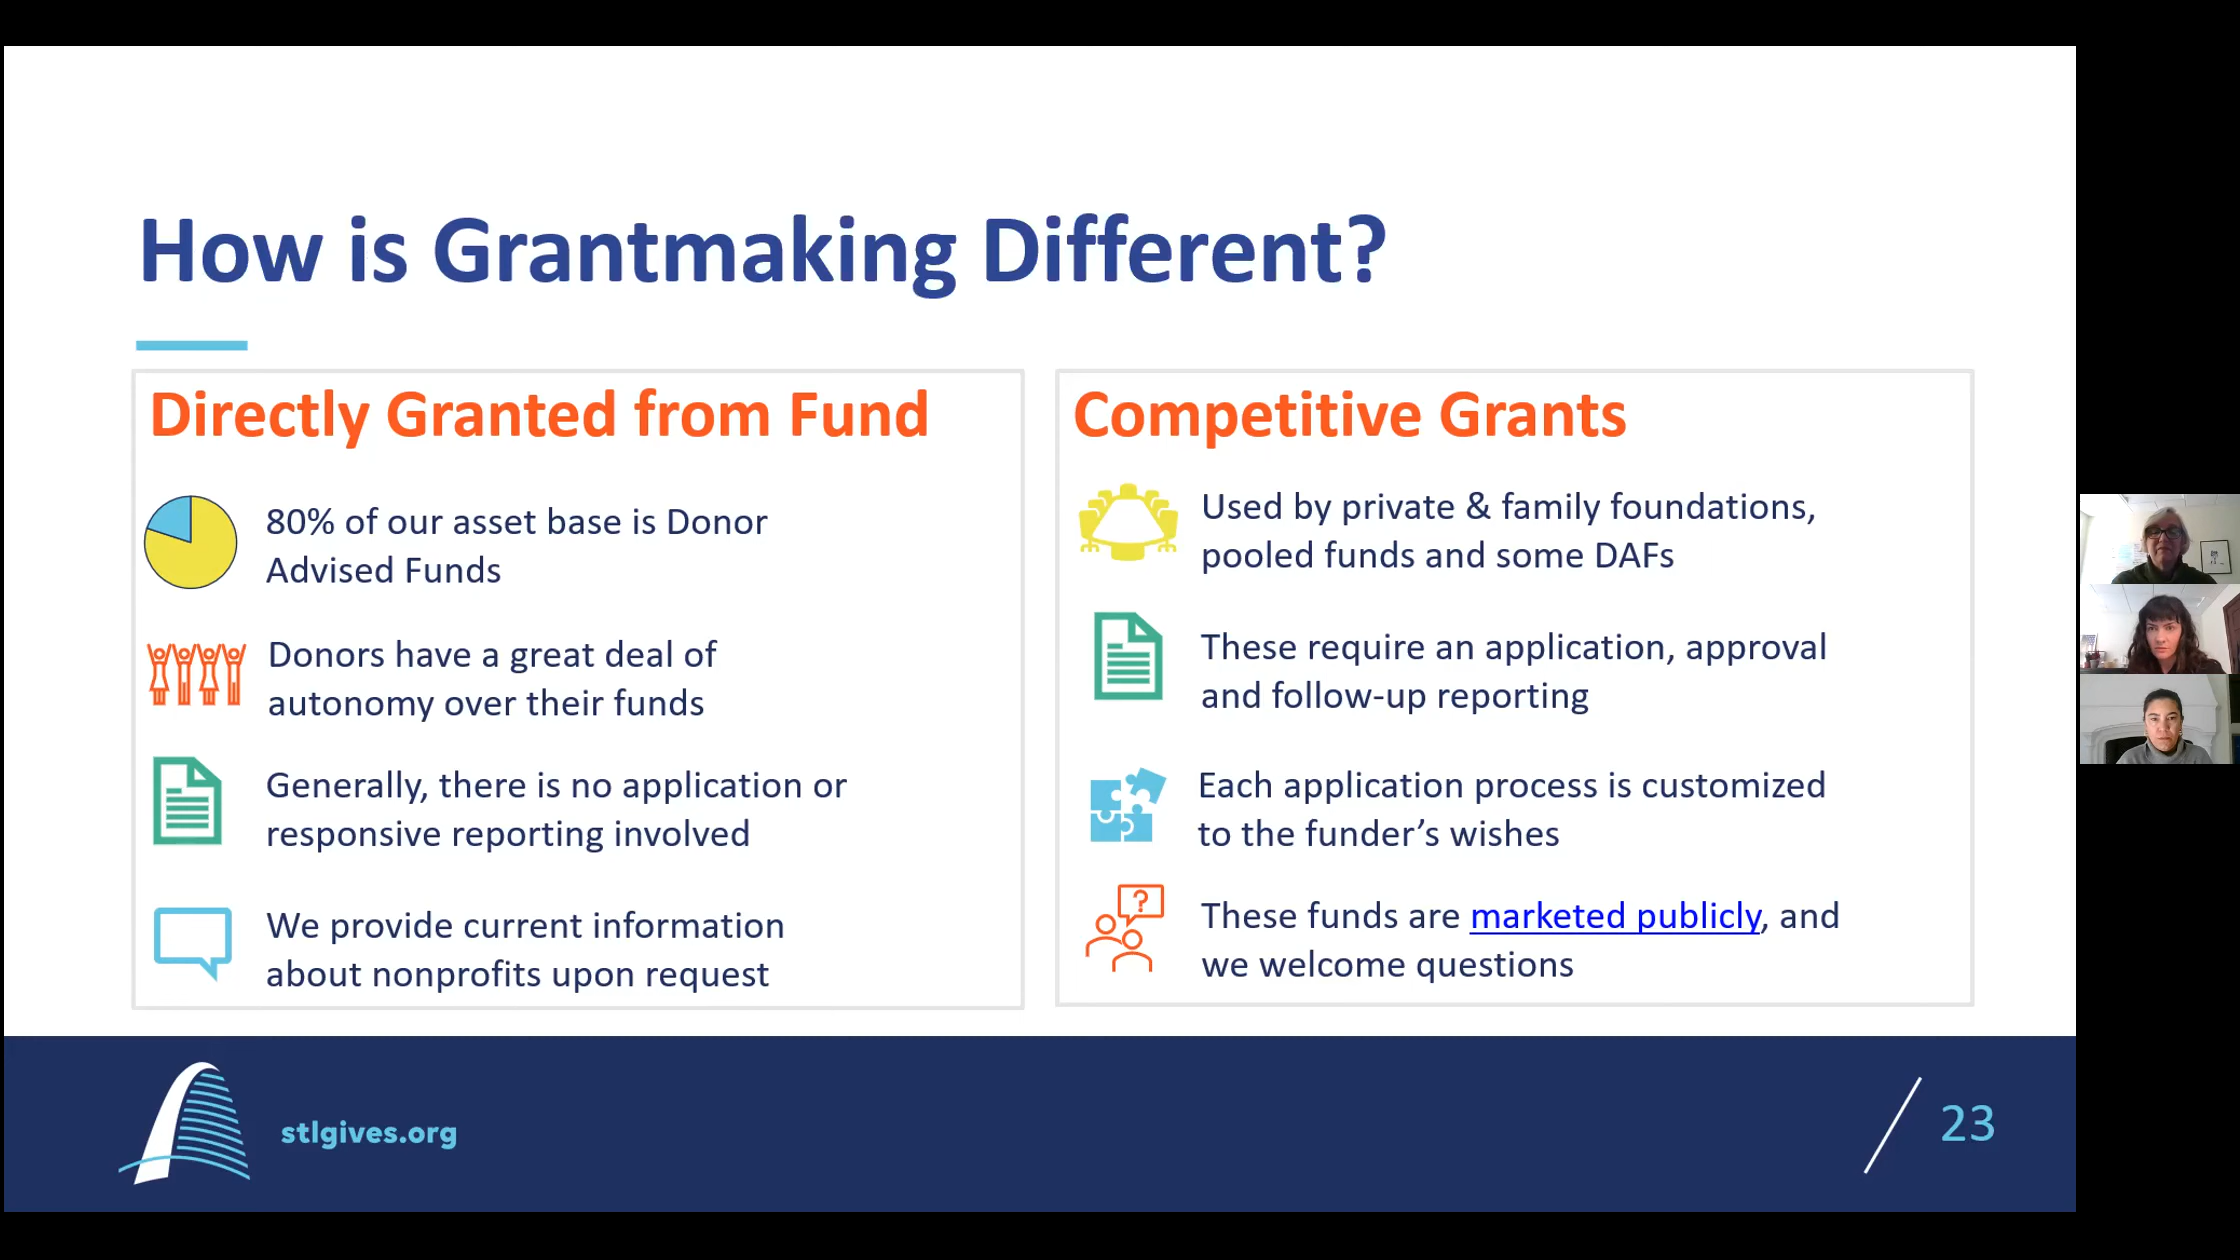 How is Grantmaking Different?
Directly Granted from Fund
80% of our asset base is Donor
Advised Funds
Donors have a great deal of
autonomy over their funds
Generally, there is no application or
responsive reporting involved
We provide current information
about nonprofits upon request
Competitive Grants
Used by private & family foundations,
pooled funds and some DAFs
These require an application, approval
and follow-up reporting
Each application process is customized
to the funder’s wishes
?
These funds are marketed publicly, and
we welcome questions
stlgives.org
23